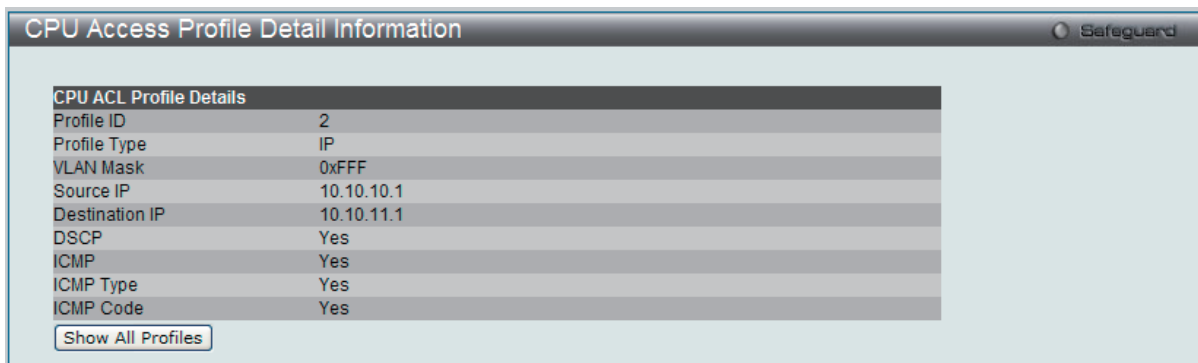 CPU Access Profile Detail Information
Safeguard
CPU ACL Profile Details
Profile ID 2
Profile Type IP
VLAN Mask 0xFFF
Source IP 10.10.10.1
Destination IP 10.10.11.1
DSCP Yes
ICMP Yes
ICMP Type Yes
ICMP Code Yes
Show All Profiles